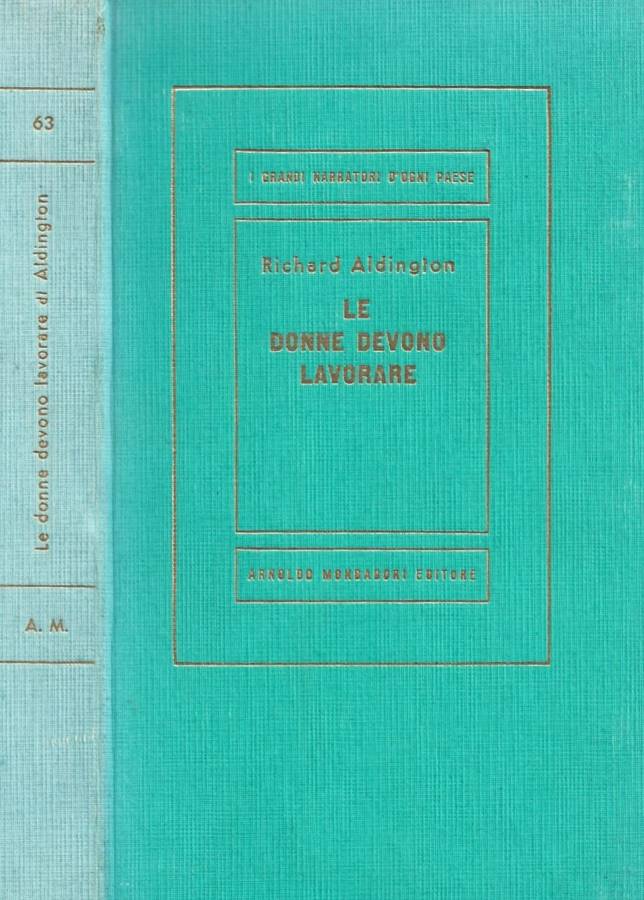 63
Le donne devono lavorare di Aldington
A. M.
I GRANDI NARRATORI D'OGNI PAESE
Richard Aldington
LE
DONNE DEVONO
LAVORARE
ARNOLDO MONDADORI EDITORE